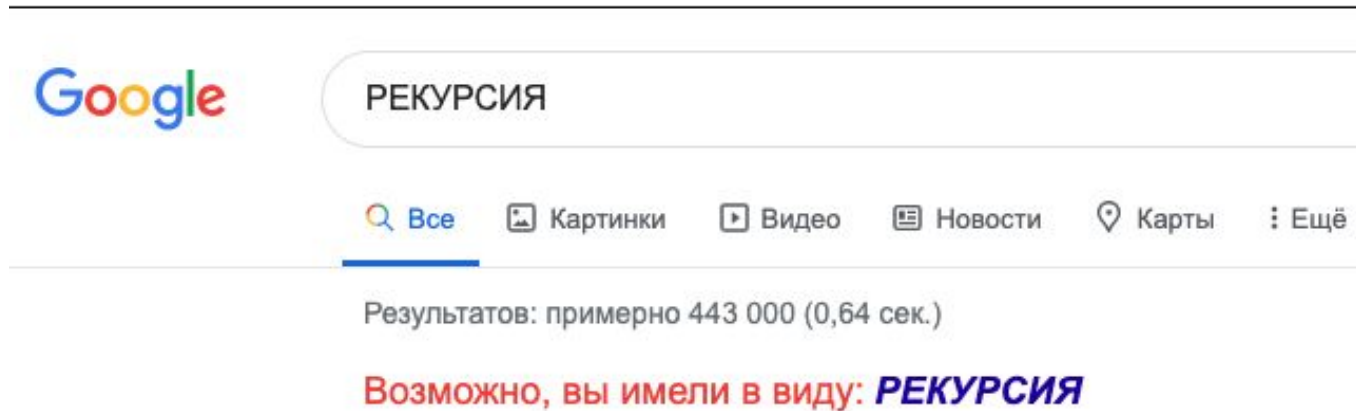 Google РЕКУРСИЯ
Все Картинки Видео Новости Карты Ещё
Результатов: примерно 443 000 (0,64 сек.)
Возможно, вы имели в виду: РЕКУРСИЯ